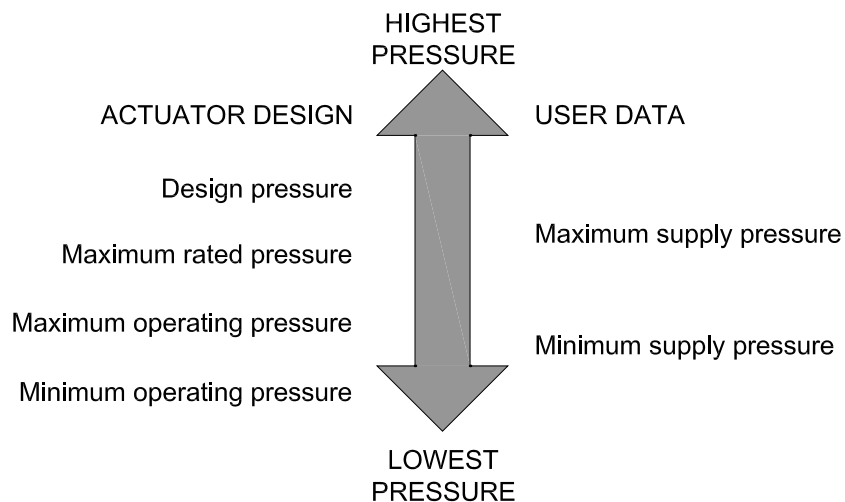 HIGHEST
PRESSURE
ACTUATOR DESIGN
USER DATA
Design pressure
Maximum supply pressure
Maximum rated pressure
Maximum operating pressure
Minimum supply pressure
Minimum operating pressure
LOWEST
PRESSURE